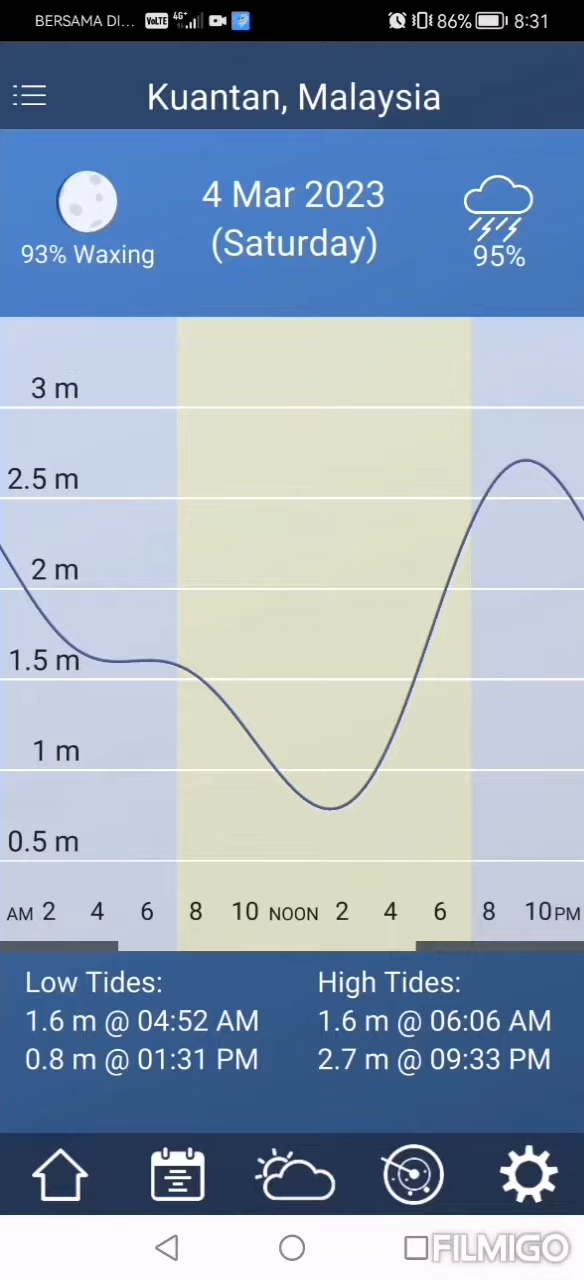 BERSAMA DI... VoLTE 4G+ 86% 8:31
Kuantan, Malaysia
4 Mar 2023
(Saturday)
93% Waxing
95%
3 m
2.5 m
2 m
1.5 m
1 m
0.5 m
AM 2 4 6 8 10 NOON 2 4 6 8 10 PM
Low Tides:
1.6 m @ 04:52 AM
0.8 m @ 01:31 PM
High Tides:
1.6 m @ 06:06 AM
2.7 m @ 09:33 PM
FILMIGO